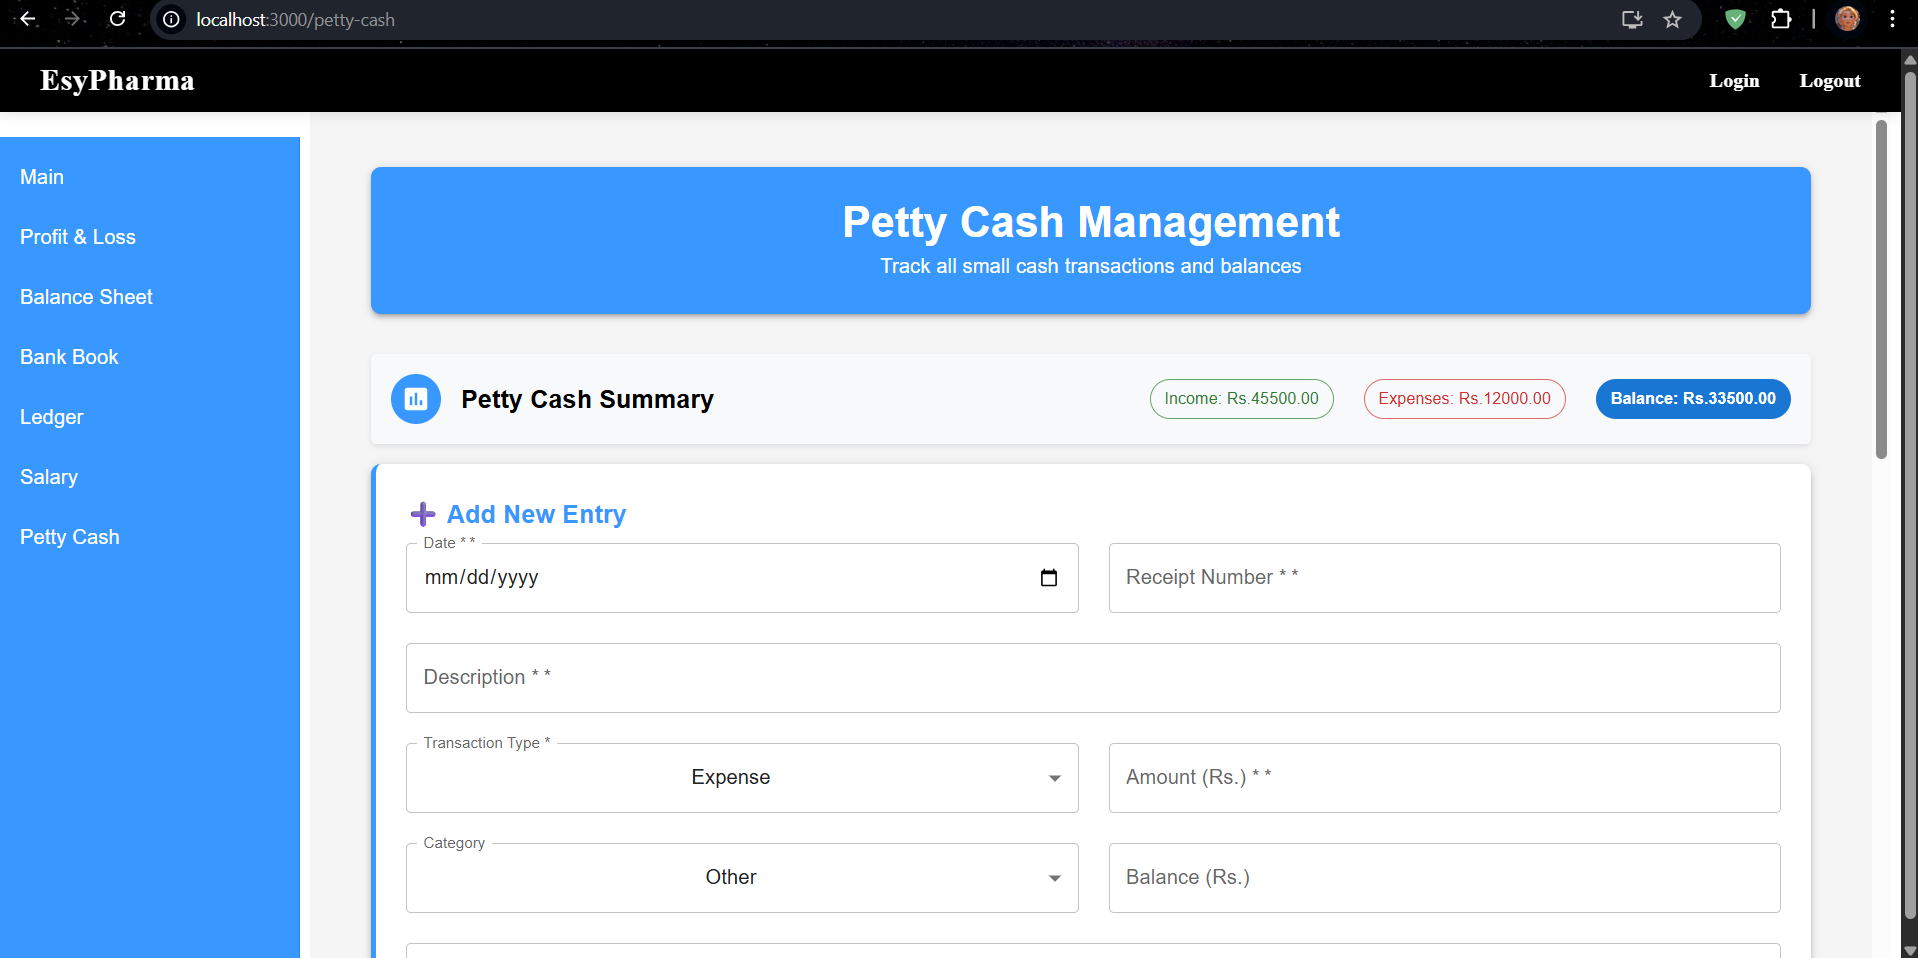 localhost:3000/petty-cash
EsyPharma
Login
Logout
Main
Profit & Loss
Balance Sheet
Bank Book
Ledger
Salary
Petty Cash
Petty Cash Management
Track all small cash transactions and balances
Petty Cash Summary
Income: Rs.45500.00
Expenses: Rs.12000.00
Balance: Rs.33500.00
Add New Entry
Date * *
mm/dd/yyyy
Receipt Number * *
Description * *
Transaction Type *
Expense
Amount (Rs.) * *
Category
Other
Balance (Rs.)